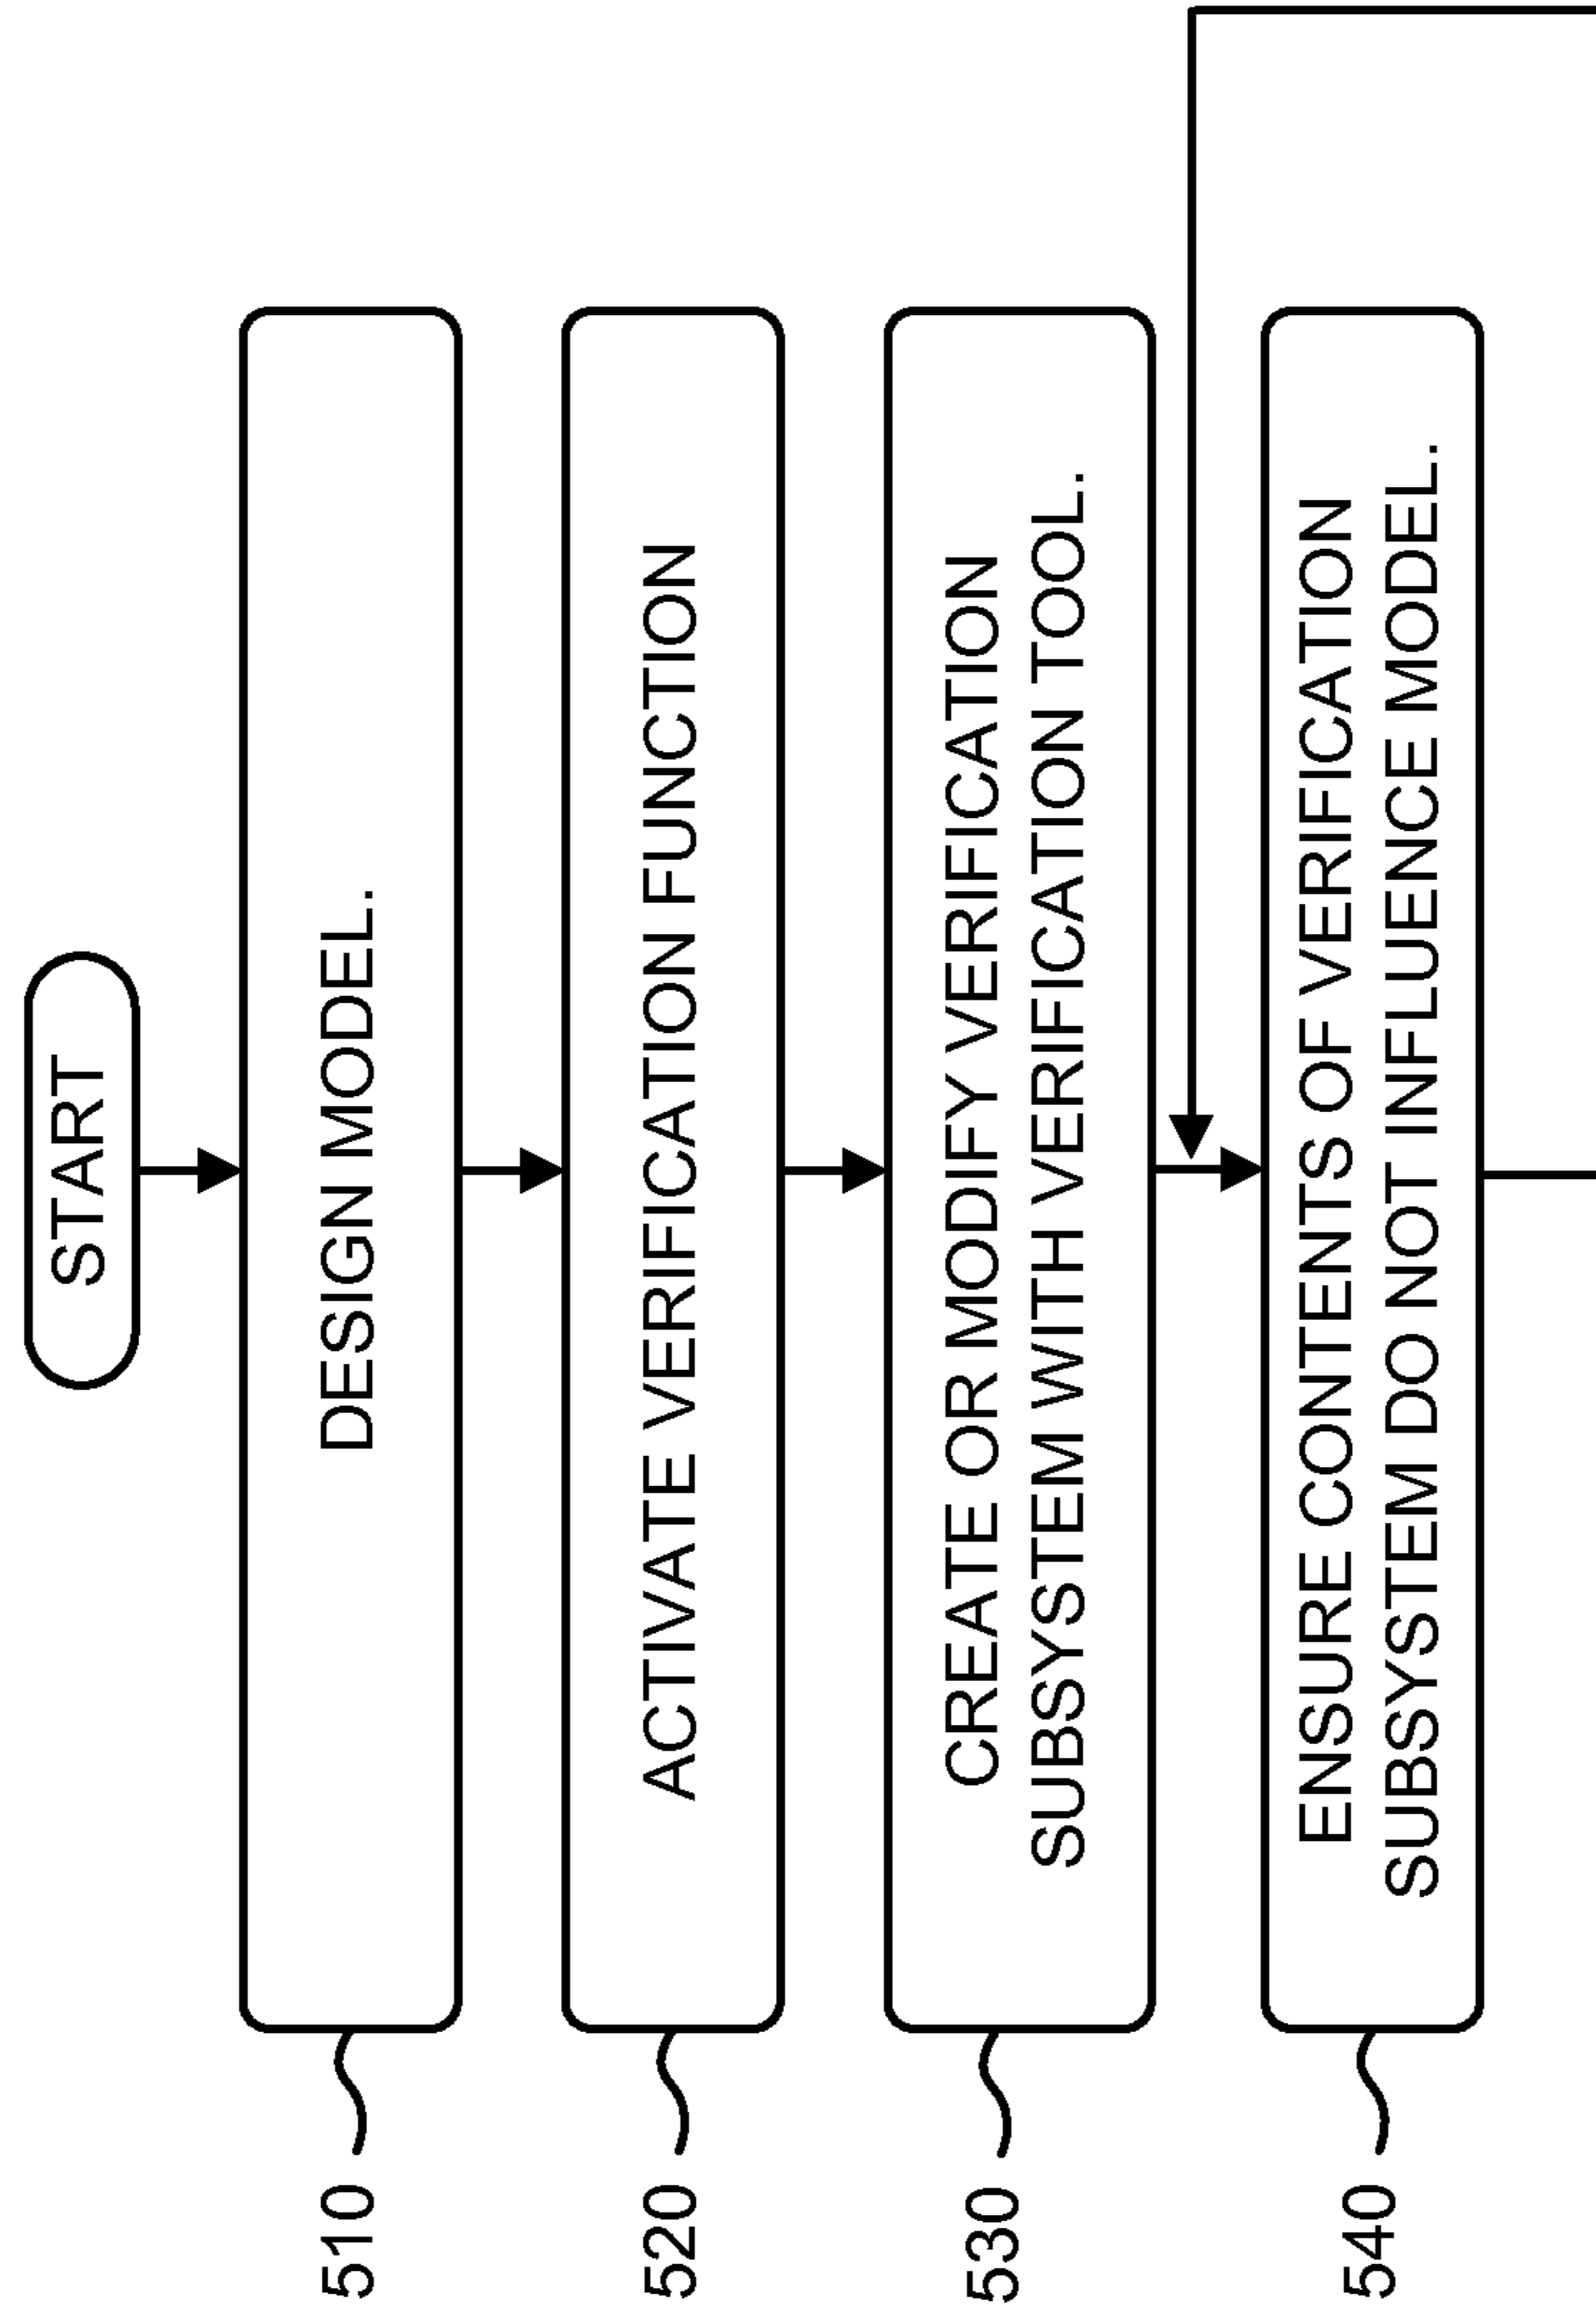 START
DESIGN MODEL.
510
ACTIVATE VERIFICATION FUNCTION
520
CREATE OR MODIFY VERIFICATION
SUBSYSTEM WITH VERIFICATION TOOL.
530
ENSURE CONTENTS OF VERIFICATION
SUBSYSTEM DO NOT INFLUENCE MODEL.
540